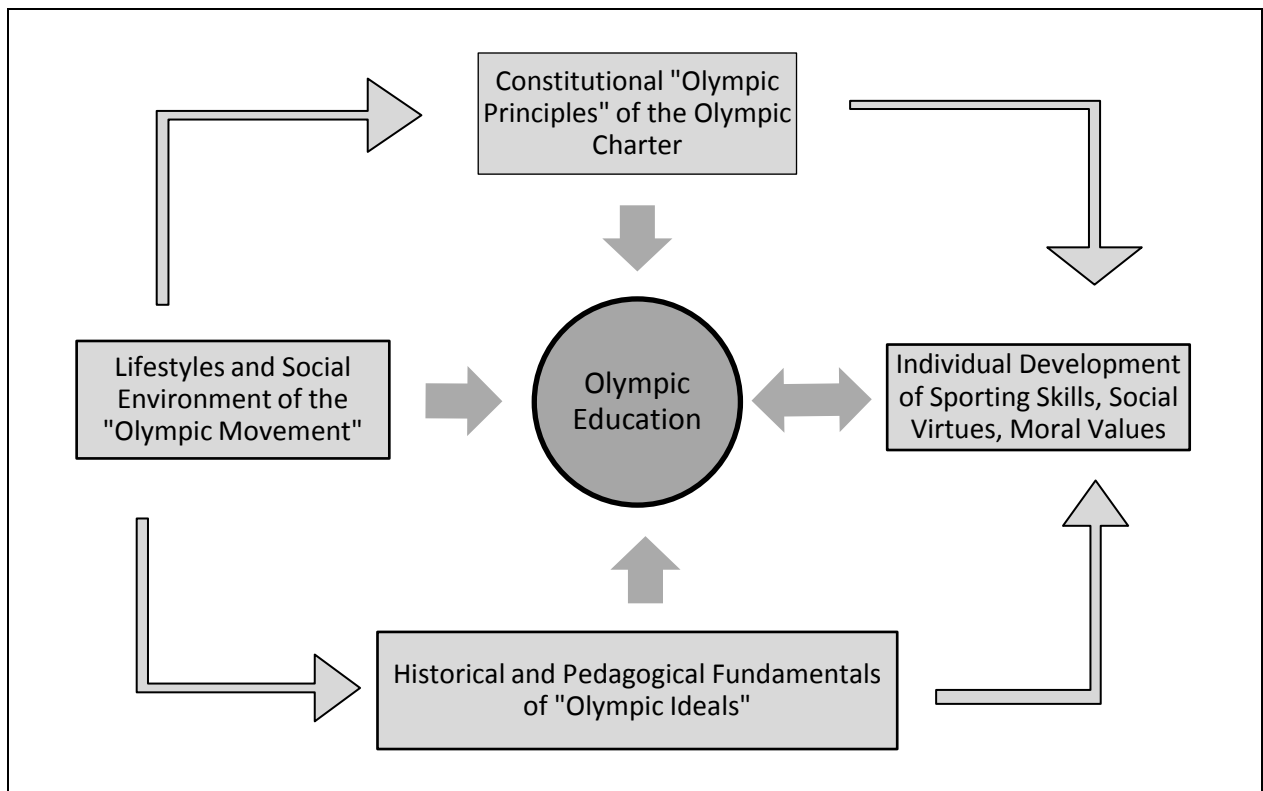 Constitutional "Olympic
Principles" of the Olympic
Charter
Lifestyles and Social
Environment of the
"Olympic Movement"
Olympic
Education
Individual Development
of Sporting Skills, Social
Virtues, Moral Values
Historical and Pedagogical Fundamentals
of "Olympic Ideals"